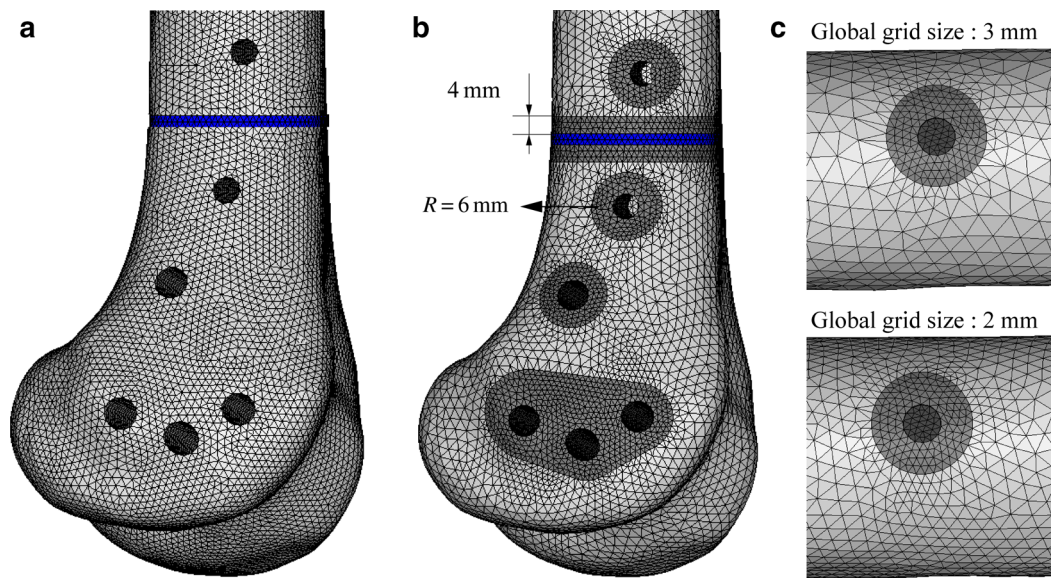 a
b
c
Global grid size : 3 mm
4 mm
R = 6 mm
Global grid size : 2 mm